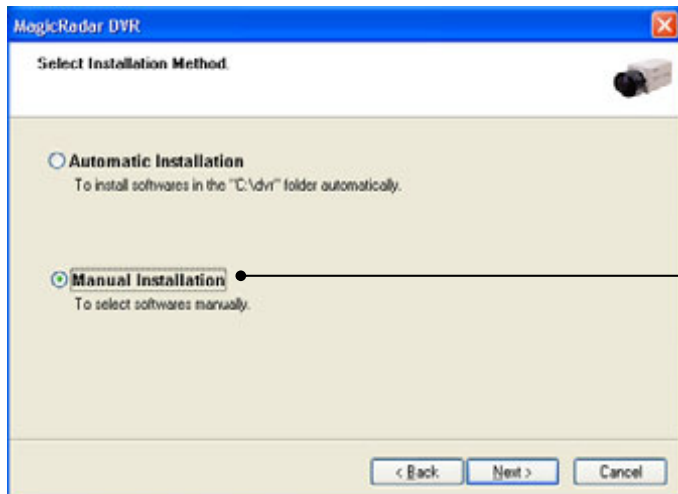 MagicRadar DVR
Select Installation Method.
Automatic Installation
To install softwares in the "C:\dvr" folder automatically.
Manual Installation
To select softwares manually.
< Back
Next >
Cancel